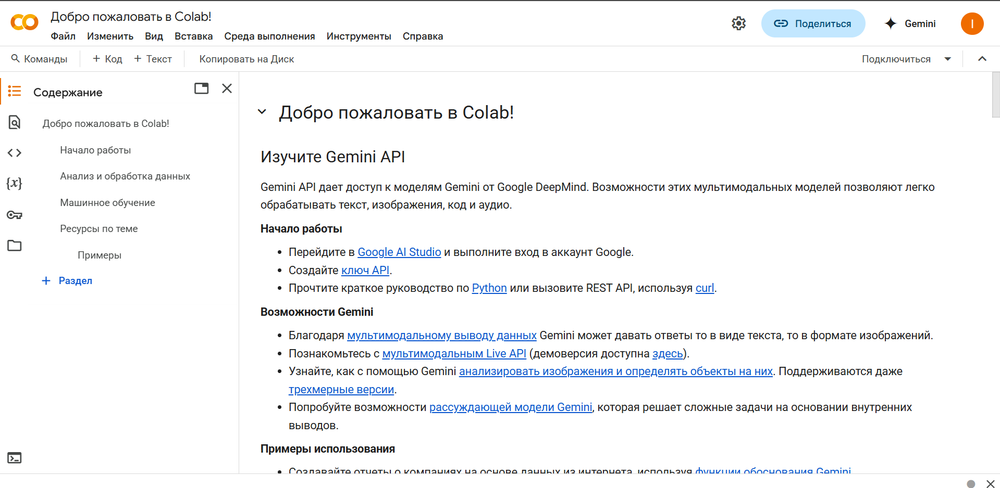 Добро пожаловать в Colab!
Файл Изменить Вид Вставка Среда выполнения Инструменты Справка
Поделиться
Gemini
I
Команды + Код + Текст Копировать на Диск
Подключиться
Содержание
Добро пожаловать в Colab!
Начало работы
Анализ и обработка данных
Машинное обучение
Ресурсы по теме
Примеры
+ Раздел
{x}
Добро пожаловать в Colab!
Изучите Gemini API
Gemini API дает доступ к моделям Gemini от Google DeepMind. Возможности этих мультимодальных моделей позволяют легко
обрабатывать текст, изображения, код и аудио.
Начало работы
• Перейдите в Google AI Studio и выполните вход в аккаунт Google.
• Создайте ключ API.
• Прочтите краткое руководство по Python или вызовите REST API, используя curl.
Возможности Gemini
• Благодаря мультимодальному выводу данных Gemini может давать ответы то в виде текста, то в формате изображений.
• Познакомьтесь с мультимодальным Live API (демоверсия доступна здесь).
• Узнайте, как с помощью Gemini анализировать изображения и определять объекты на них. Поддерживаются даже
трехмерные версии.
• Попробуйте возможности рассуждающей модели Gemini, которая решает сложные задачи на основании внутренних
выводов.
Примеры использования
• Создавайте отчеты о компаниях на основе данных из интернета, используя функции обоснования Gemini